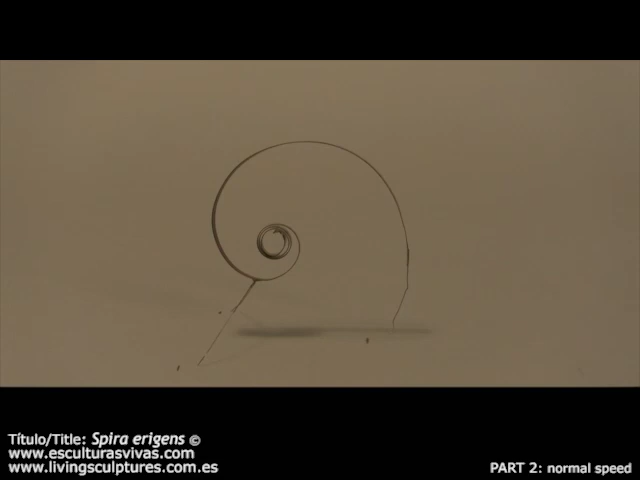 Título/Title: Spira erigens ©
www.esculturasvivas.com
www.livingsculptures.com.es
PART 2: normal speed